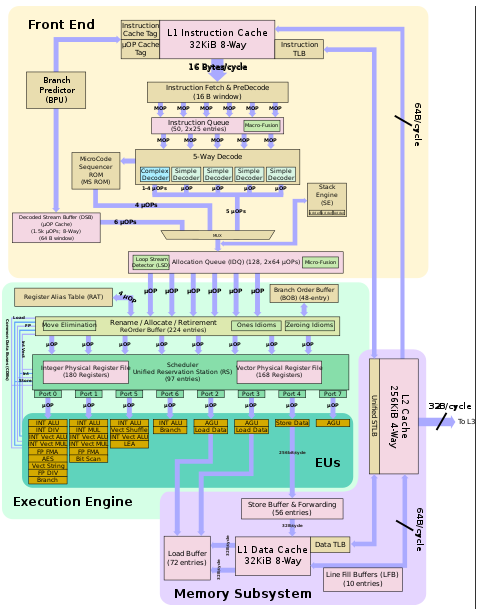 Front End
Instruction
Cache Tag
µOP Cache
Tag
L1 Instruction Cache
32KiB 8-Way
Instruction
TLB
16 Bytes/cycle
Branch
Predictor
(BPU)
Instruction Fetch & PreDecode
(16 B window)
MOP MOP MOP MOP MOP MOP
Instruction Queue
(50, 2x25 entries)
Macro-Fusion
MOP MOP MOP MOP MOP
64B/cycle
MicroCode
Sequencer
ROM
(MS ROM)
5-Way Decode
Complex
Decoder
Simple
Decoder
Simple
Decoder
Simple
Decoder
Simple
Decoder
1-4 µOPs µOP µOP µOP µOP
Stack
Engine
(SE)
4 µOPs
5 µOPs
Decoded Stream Buffer (DSB)
(µOP Cache)
(1.5k µOPs; 8-Way)
(64 B window)
6 µOPs
MUX
Loop Stream
Detector (LSD)
Allocation Queue (IDQ) (128, 2x64 µOPs)
Micro-Fusion
µOP µOP µOP µOP µOP µOP
Register Alias Table (RAT)
4 µOP
Branch Order Buffer
(BOB) (48-entry)
Move Elimination
Rename / Allocate / Retirement
ReOrder Buffer (224 entries)
Ones Idioms
Zeroing Idioms
µOP µOP µOP µOP µOP µOP µOP µOP
Common Data Buses (CDBs)
Load
FP
Int Vect
Int
Store
Integer Physical Register File
(180 Registers)
Scheduler
Unified Reservation Station (RS)
(97 entries)
Vector Physical Register File
(168 Registers)
Port 0 Port 1 Port 5 Port 6 Port 2 Port 3 Port 4 Port 7
µOP µOP µOP µOP µOP µOP µOP µOP
INT ALU
INT DIV
INT Vect ALU
INT Vect MUL
FP FMA
AES
Vect String
FP DIV
Branch
INT ALU
INT MUL
INT Vect ALU
INT Vect MUL
FP FMA
Bit Scan
INT ALU
Vect Shuffle
INT Vect ALU
LEA
INT ALU
Branch
AGU
Load Data
AGU
Load Data
Store Data
AGU
256bit/cycle
EUs
Execution Engine
Unified STLB
L2 Cache
256KiB 4-Way
32B/cycle
To L3
64B/cycle
Store Buffer & Forwarding
(56 entries)
32B/cycle
Load Buffer
(72 entries)
32B/cycle
32B/cycle
L1 Data Cache
32KiB 8-Way
Data TLB
Line Fill Buffers (LFB)
(10 entries)
Memory Subsystem